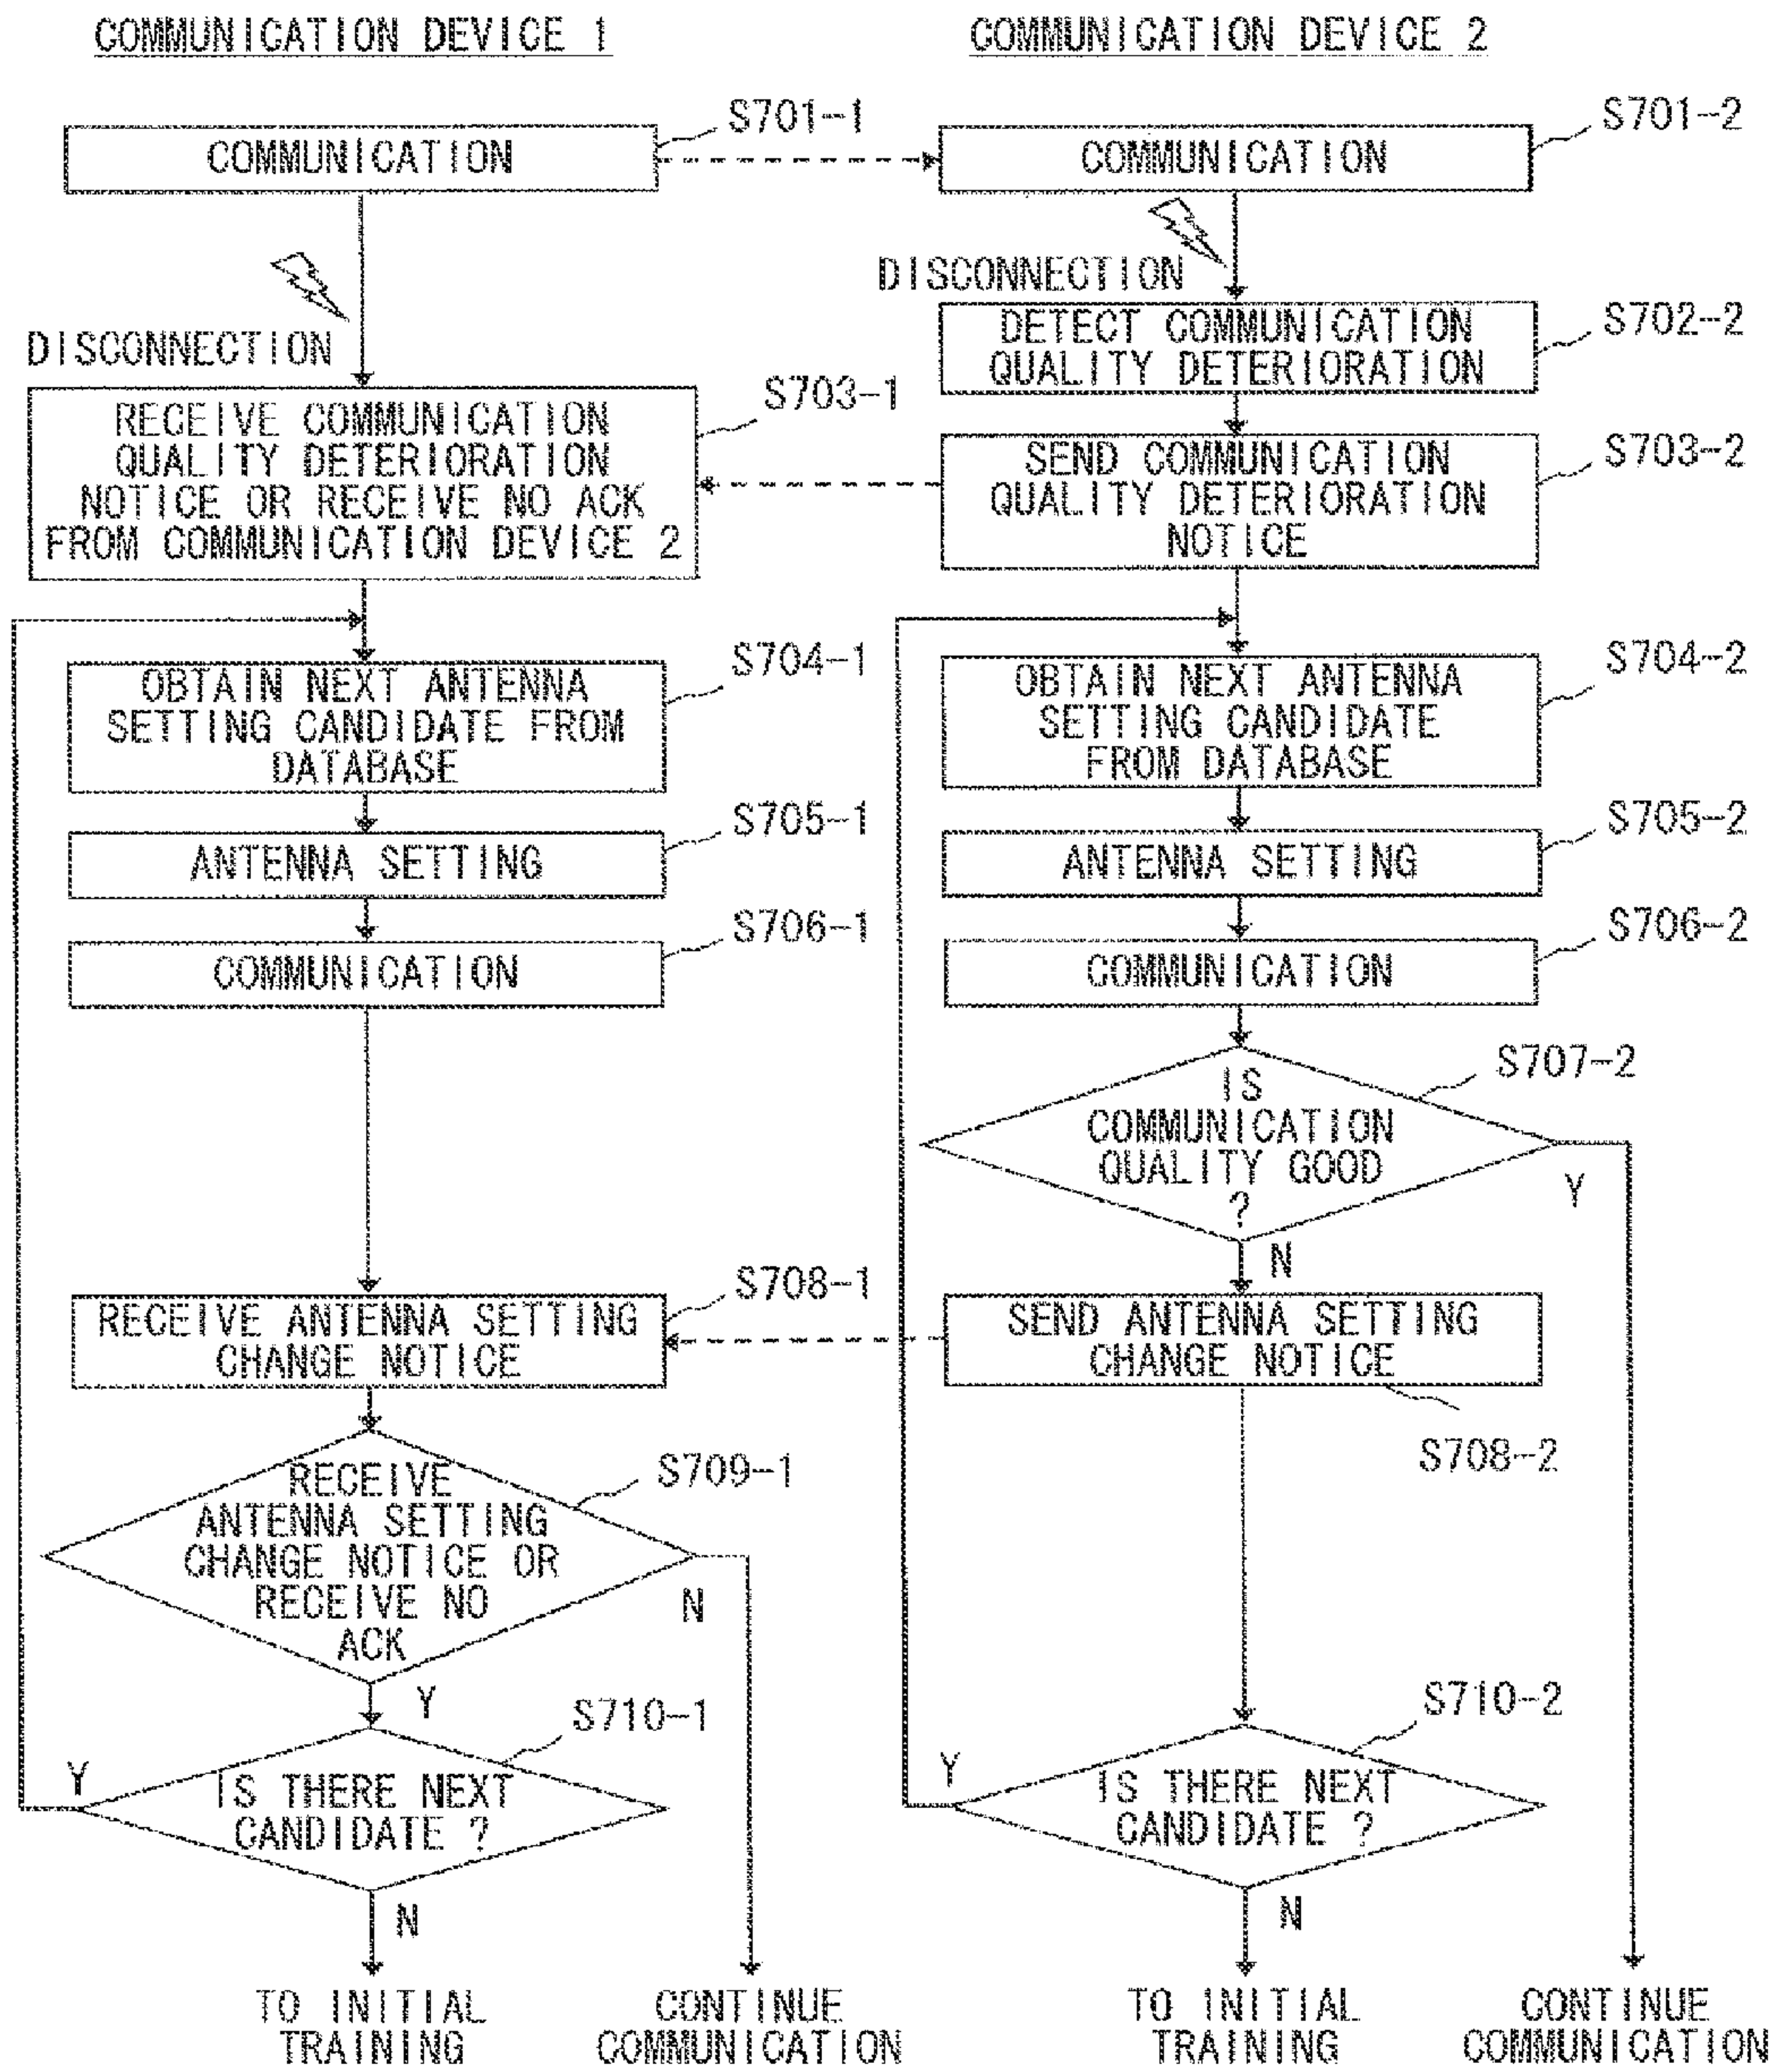 COMMUNICATION DEVICE 1
COMMUNICATION DEVICE 2
S701-1
COMMUNICATION
S701-2
COMMUNICATION
DISCONNECTION
DISCONNECTION
S702-2
DETECT COMMUNICATION
QUALITY DETERIORATION
S703-1
RECEIVE COMMUNICATION
QUALITY DETERIORATION
NOTICE OR RECEIVE NO ACK
FROM COMMUNICATION DEVICE 2
S703-2
SEND COMMUNICATION
QUALITY DETERIORATION
NOTICE
S704-1
OBTAIN NEXT ANTENNA
SETTING CANDIDATE FROM
DATABASE
S704-2
OBTAIN NEXT ANTENNA
SETTING CANDIDATE
FROM DATABASE
S705-1
ANTENNA SETTING
S705-2
ANTENNA SETTING
S706-1
COMMUNICATION
S706-2
COMMUNICATION
S707-2
IS
COMMUNICATION
QUALITY GOOD
?
Y
N
S708-1
RECEIVE ANTENNA SETTING
CHANGE NOTICE
SEND ANTENNA SETTING
CHANGE NOTICE
S708-2
S709-1
RECEIVE
ANTENNA SETTING
CHANGE NOTICE OR
RECEIVE NO
ACK
N
Y
S710-1
Y
IS THERE NEXT
CANDIDATE ?
N
S710-2
Y
IS THERE NEXT
CANDIDATE ?
N
TO INITIAL
TRAINING
CONTINUE
COMMUNICATION
TO INITIAL
TRAINING
CONTINUE
COMMUNICATION